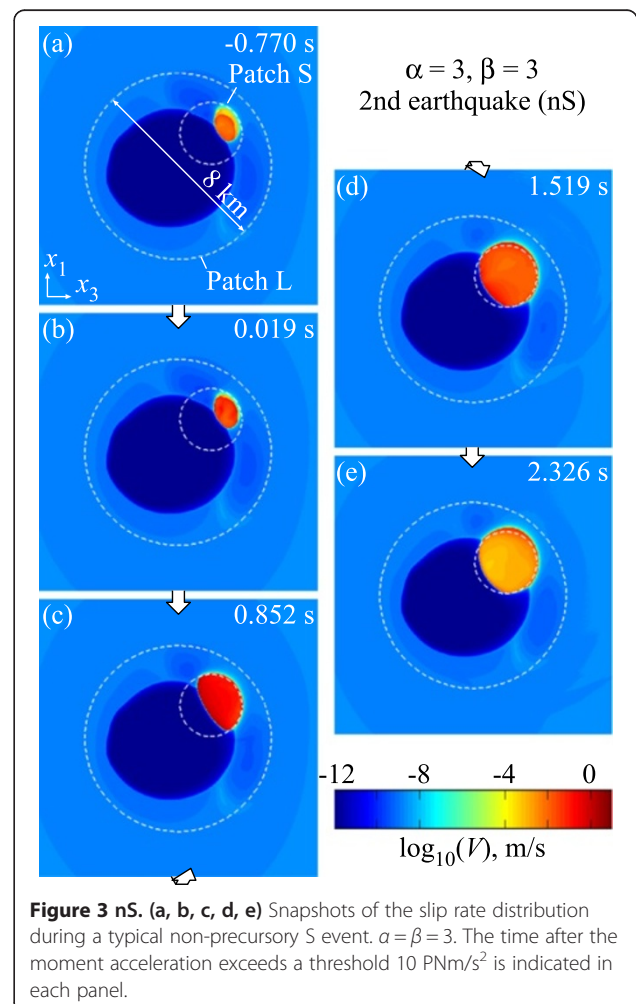 (a) -0.770 s
Patch S
8 km
x1
x3
Patch L
(b) 0.019 s
(c) 0.852 s
α = 3, β = 3
2nd earthquake (nS)
(d) 1.519 s
(e) 2.326 s
-12 -8 -4 0
log10(V), m/s
Figure 3 nS. (a, b, c, d, e) Snapshots of the slip rate distribution
during a typical non-precursory S event. α = β = 3. The time after the
moment acceleration exceeds a threshold 10 PNm/s² is indicated in
each panel.